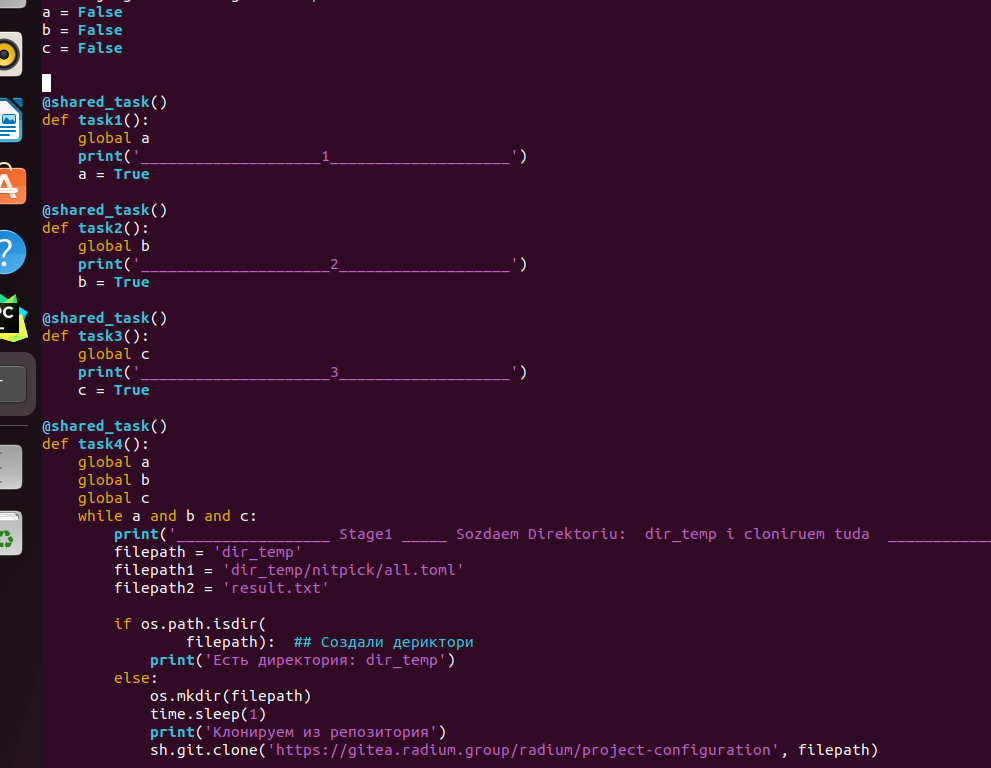 a = False
b = False
c = False
@shared_task()
def task1():
    global a
    print('____________________1____________________')
    a = True
@shared_task()
def task2():
    global b
    print('_____________________2___________________')
    b = True
@shared_task()
def task3():
    global c
    print('_____________________3___________________')
    c = True
@shared_task()
def task4():
    global a
    global b
    global c
    while a and b and c:
        print('_________________ Stage1 _____ Sozdaem Direktoriu:  dir_temp i cloniruem tuda  ____________
        filepath = 'dir_temp'
        filepath1 = 'dir_temp/nitpick/all.toml'
        filepath2 = 'result.txt'
        if os.path.isdir(
                filepath):  ## Создали дериктори
            print('Есть директория: dir_temp')
        else:
            os.mkdir(filepath)
            time.sleep(1)
            print('Клонируем из репозитория')
            sh.git.clone('https://gitea.radium.group/radium/project-configuration', filepath)